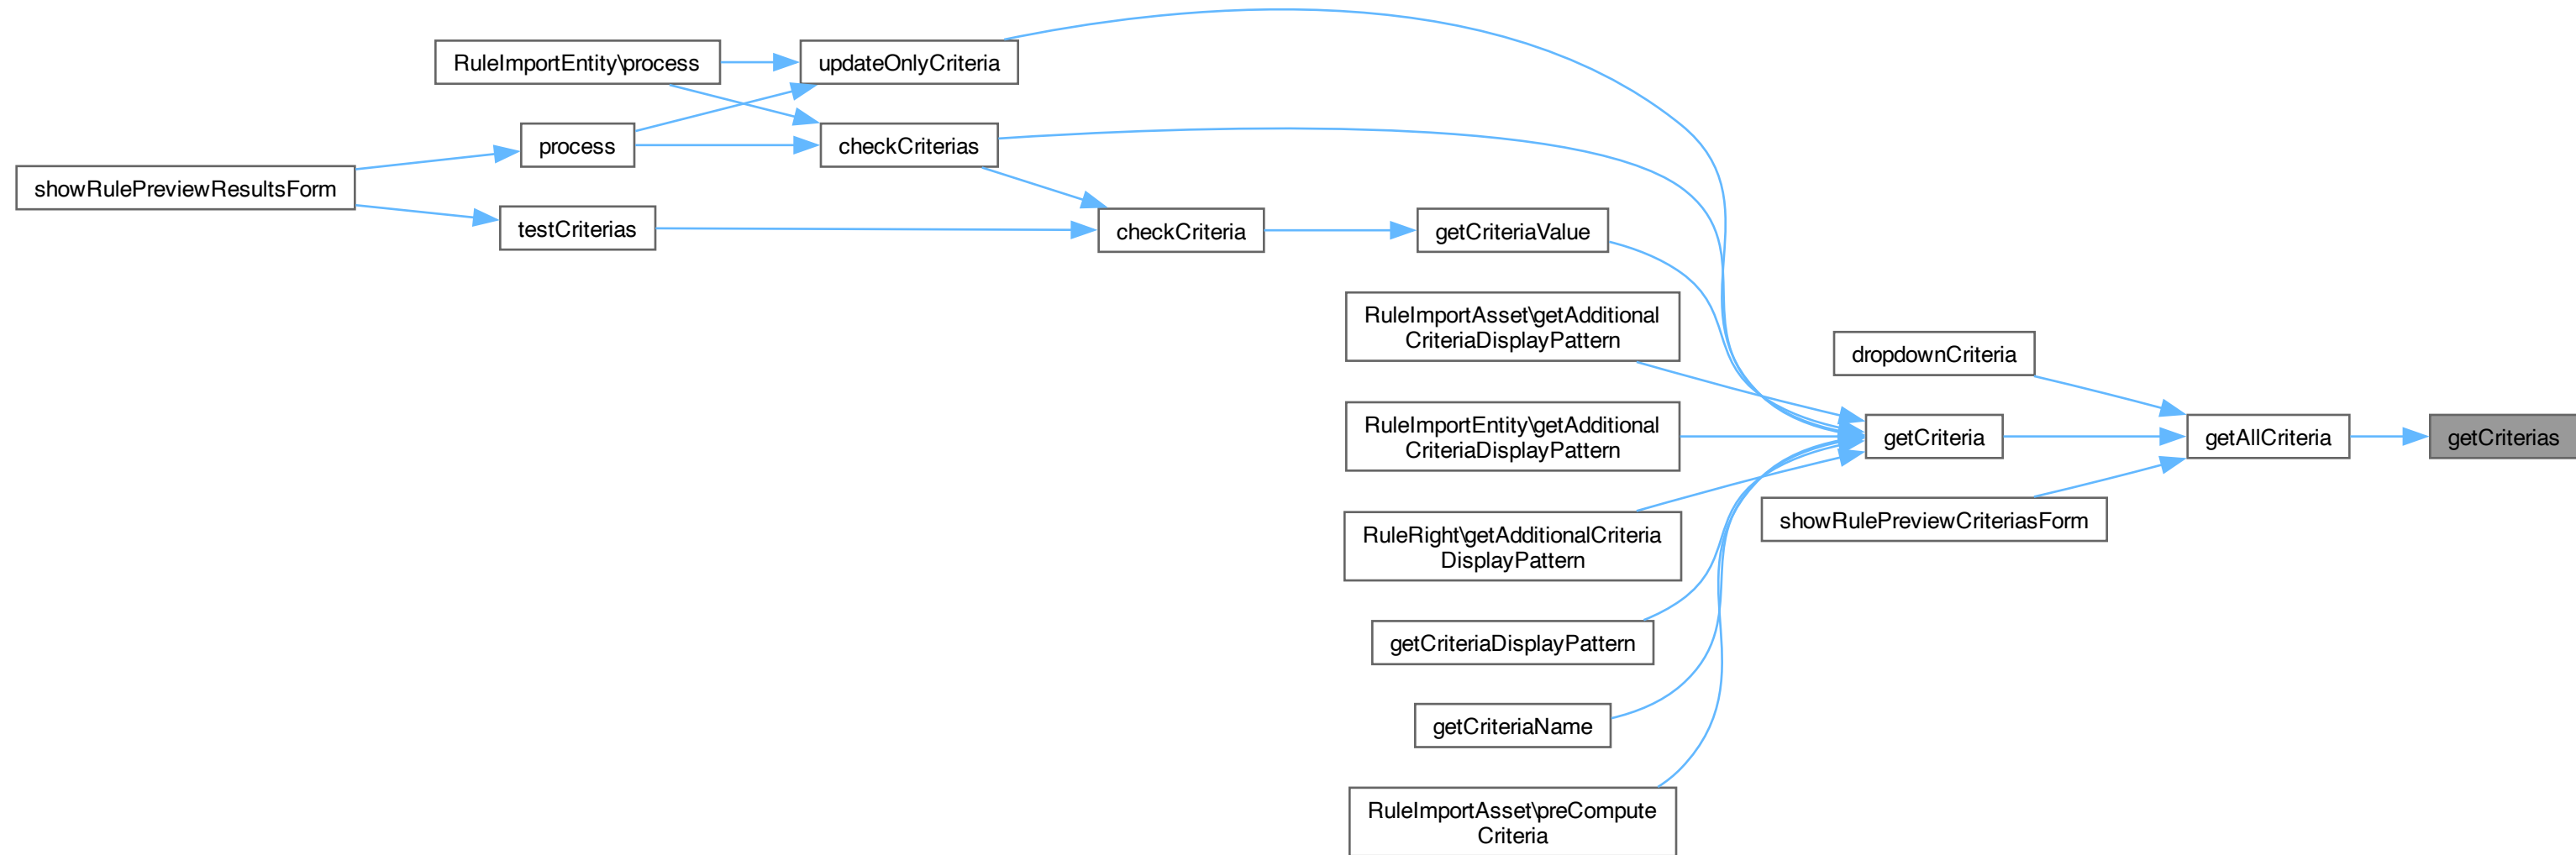 RuleImportEntity\process
updateOnlyCriteria
process
checkCriterias
showRulePreviewResultsForm
testCriterias
checkCriteria
getCriteriaValue
RuleImportAsset\getAdditional
CriteriaDisplayPattern
dropdownCriteria
RuleImportEntity\getAdditional
CriteriaDisplayPattern
getCriteria
getAllCriteria
getCriterias
RuleRight\getAdditionalCriteria
DisplayPattern
showRulePreviewCriteriasForm
getCriteriaDisplayPattern
getCriteriaName
RuleImportAsset\preCompute
Criteria